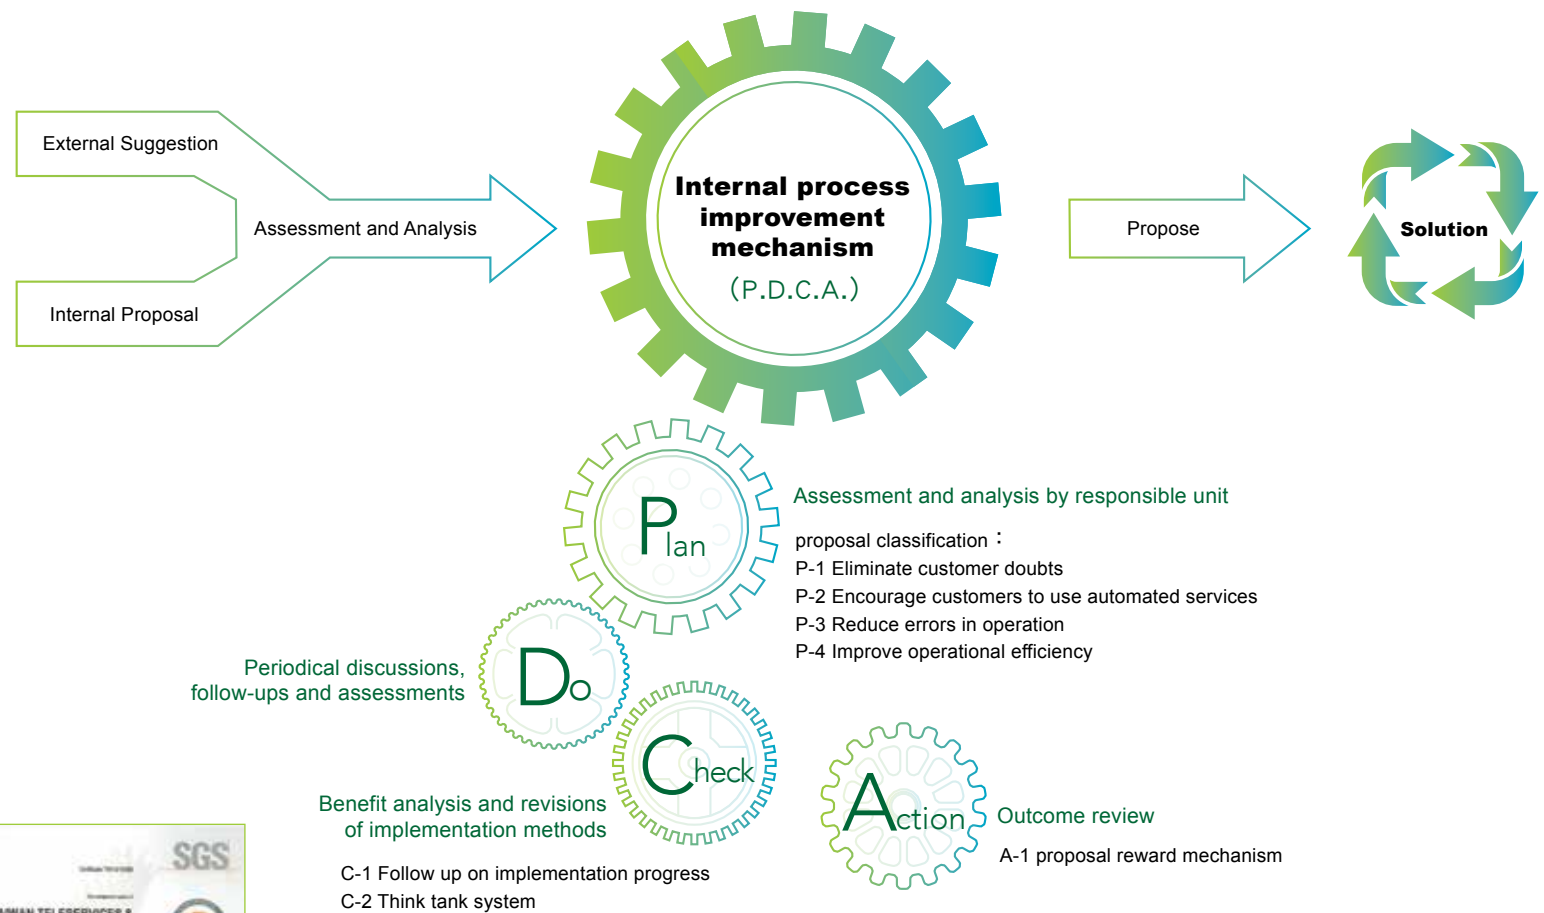 External Suggestion
Assessment and Analysis
Internal Proposal
Internal process
improvement
mechanism
(P.D.C.A.)
Propose
Solution
Plan
Assessment and analysis by responsible unit
proposal classification：
P-1 Eliminate customer doubts
P-2 Encourage customers to use automated services
P-3 Reduce errors in operation
P-4 Improve operational efficiency
Do
Periodical discussions,
follow-ups and assessments
Check
Benefit analysis and revisions
of implementation methods
C-1 Follow up on implementation progress
C-2 Think tank system
Action
Outcome review
A-1 proposal reward mechanism
SGS
TELESERVICES &